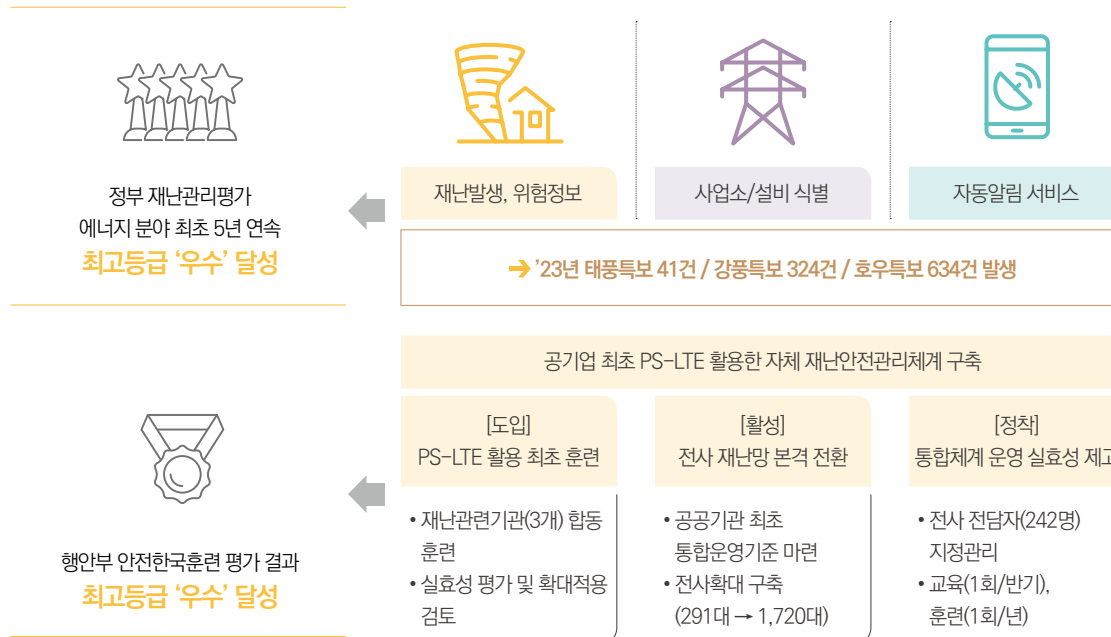 정부 재난관리평가
에너지 분야 최초 5년 연속
최고등급 ‘우수’ 달성
재난발생, 위험정보
사업소/설비 식별
자동알림 서비스
➔ ’23년 태풍특보 41건 / 강풍특보 324건 / 호우특보 634건 발생
행안부 안전한국훈련 평가 결과
최고등급 ‘우수’ 달성
공기업 최초 PS-LTE 활용한 자체 재난안전관리체계 구축
[도입]
PS-LTE 활용 최초 훈련
• 재난관련기관(3개) 합동
훈련
• 실효성 평가 및 확대적용
검토
[활성]
전사 재난망 본격 전환
• 공공기관 최초
통합운영기준 마련
• 전사확대 구축
(291대 → 1,720대)
[정착]
통합체계 운영 실효성 제고
• 전사 전담자(242명)
지정관리
• 교육(1회/반기),
훈련(1회/년)